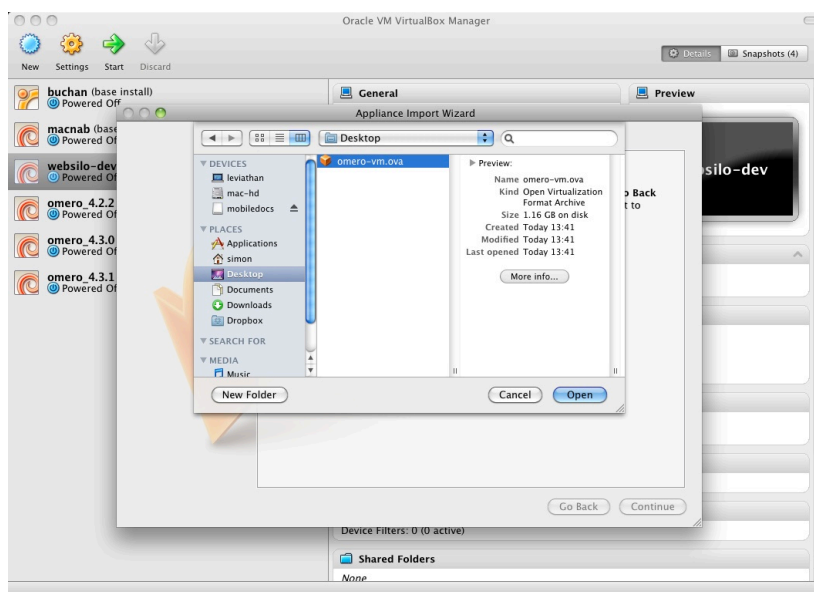 Oracle VM VirtualBox Manager
New Settings Start Discard
Details Snapshots (4)
buchan (base install)
Powered Off
macnab (base
Powered Of
websilo-dev
Powered Of
omero_4.2.2
Powered Of
omero_4.3.0
Powered Of
omero_4.3.1
Powered Of
General
Preview
silo-dev
Appliance Import Wizard
Desktop
DEVICES
leviathan
mac-hd
mobiledocs
PLACES
Applications
simon
Desktop
Documents
Downloads
Dropbox
SEARCH FOR
MEDIA
Music
omero-vm.ova
Preview:
Name omero-vm.ova
Kind Open Virtualization
Format Archive
Size 1.16 GB on disk
Created Today 13:41
Modified Today 13:41
Last opened Today 13:41
More info...
o Back
t to
New Folder
Cancel Open
Go Back Continue
Device Filters: 0 (0 active)
Shared Folders
None